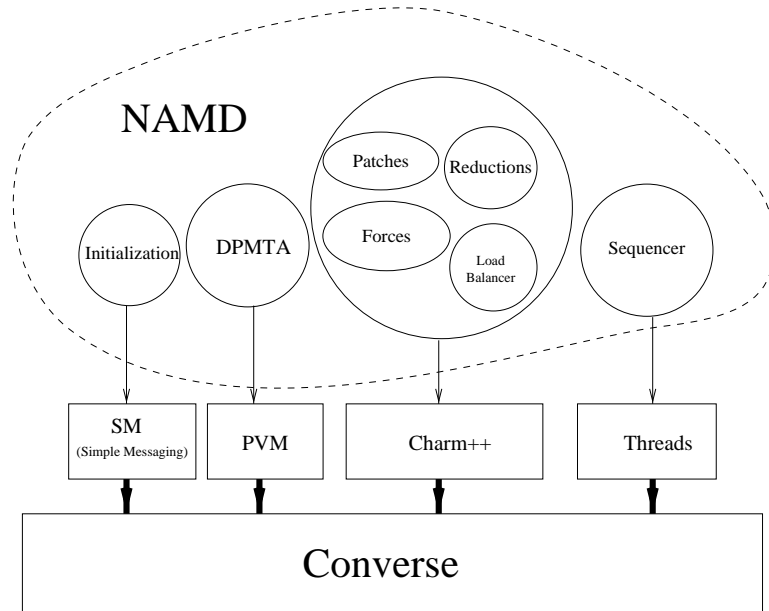 NAMD
Patches
Reductions
Forces
Load
Balancer
Initialization
DPMTA
Sequencer
SM
(Simple Messaging)
PVM
Charm++
Threads
Converse